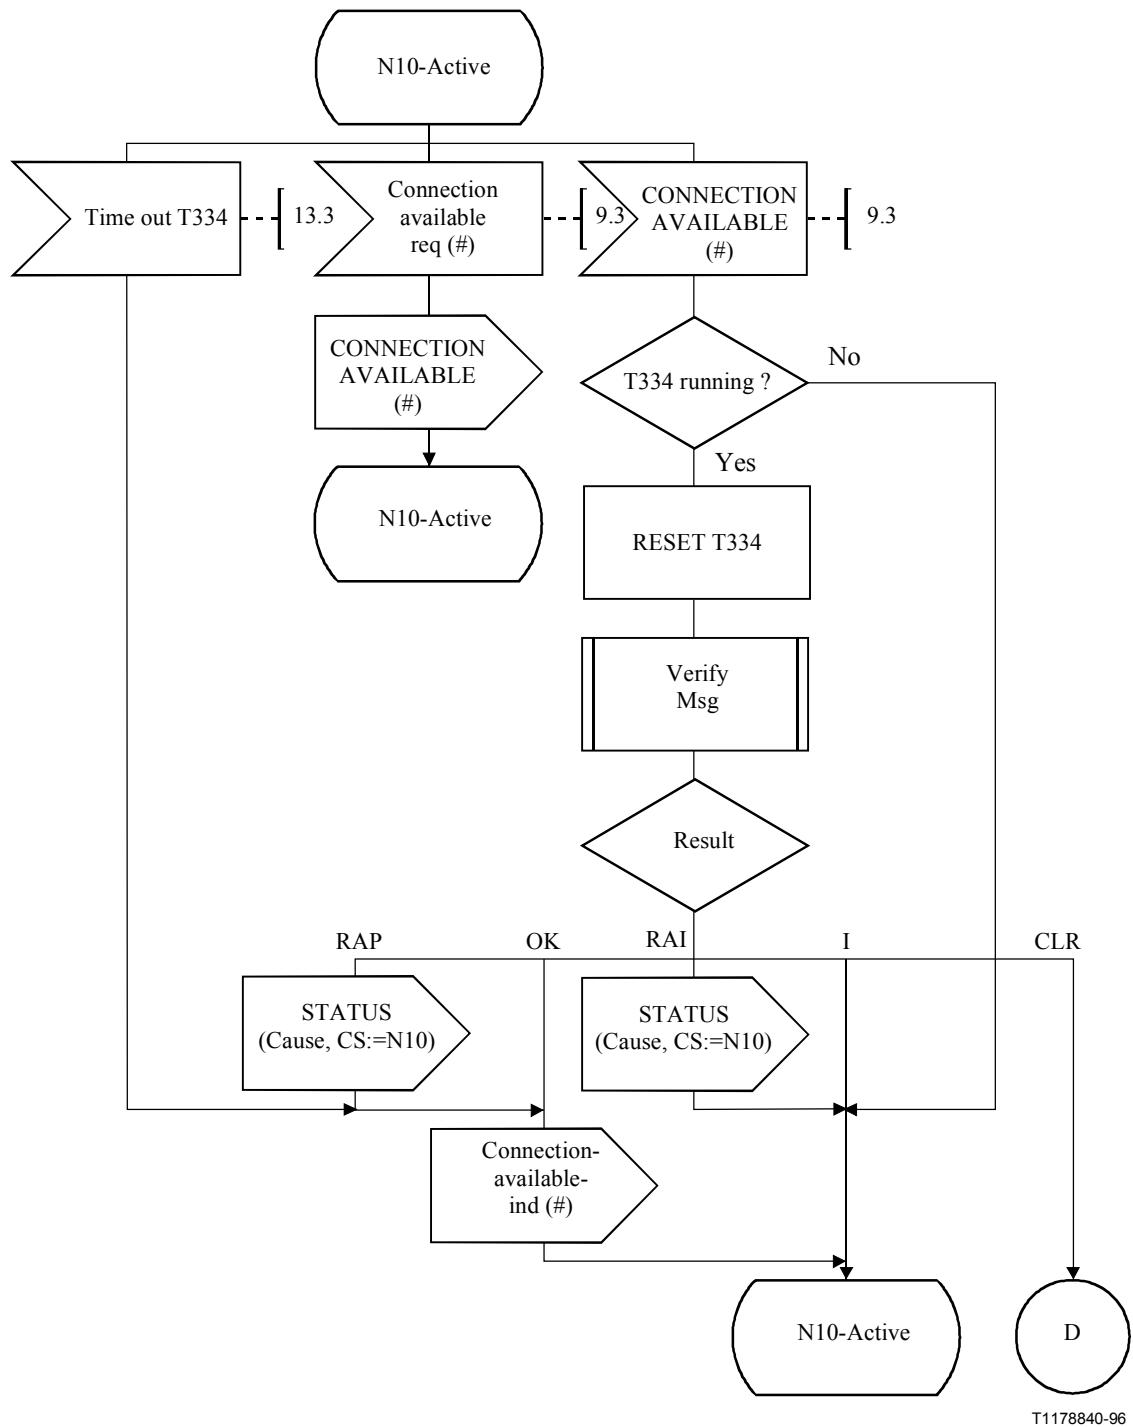 N10-Active
Time out T334
13.3
Connection
available
req (#)
9.3
CONNECTION
AVAILABLE
(#)
9.3
CONNECTION
AVAILABLE
(#)
T334 running ?
No
Yes
N10-Active
RESET T334
Verify
Msg
Result
RAP
OK
RAI
I
CLR
STATUS
(Cause, CS:=N10)
STATUS
(Cause, CS:=N10)
Connection-
available-
ind (#)
N10-Active
D
T1178840-96